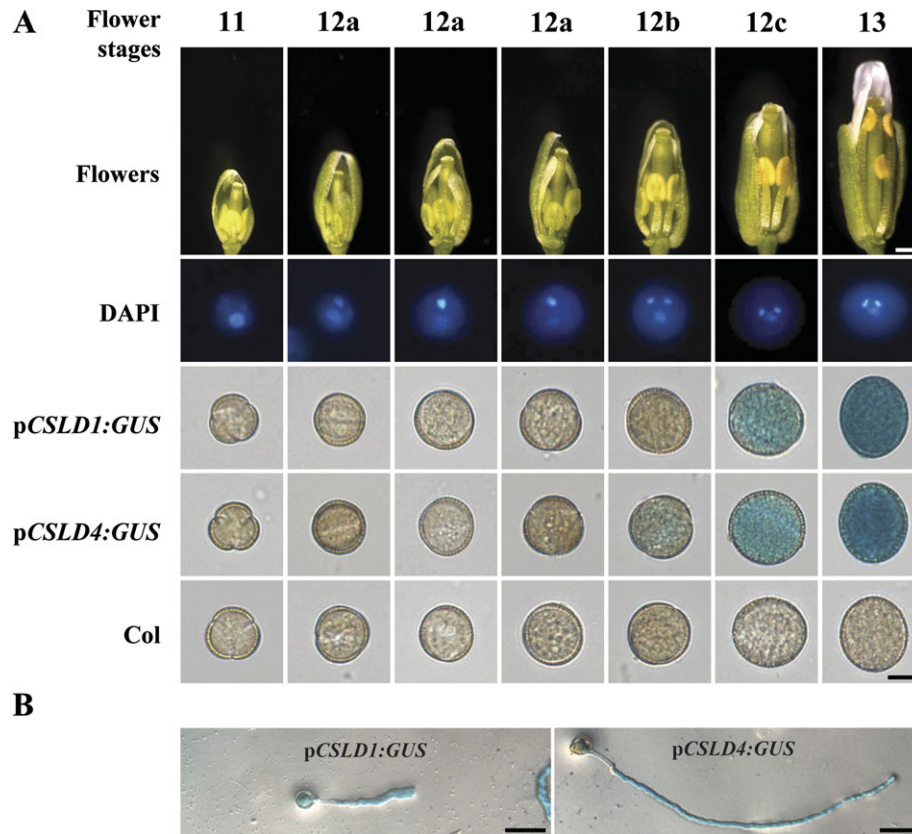 A Flower stages 11 12a 12a 12a 12b 12c 13
Flowers
DAPI
pCSLD1:GUS
pCSLD4:GUS
Col
B
pCSLD1:GUS pCSLD4:GUS